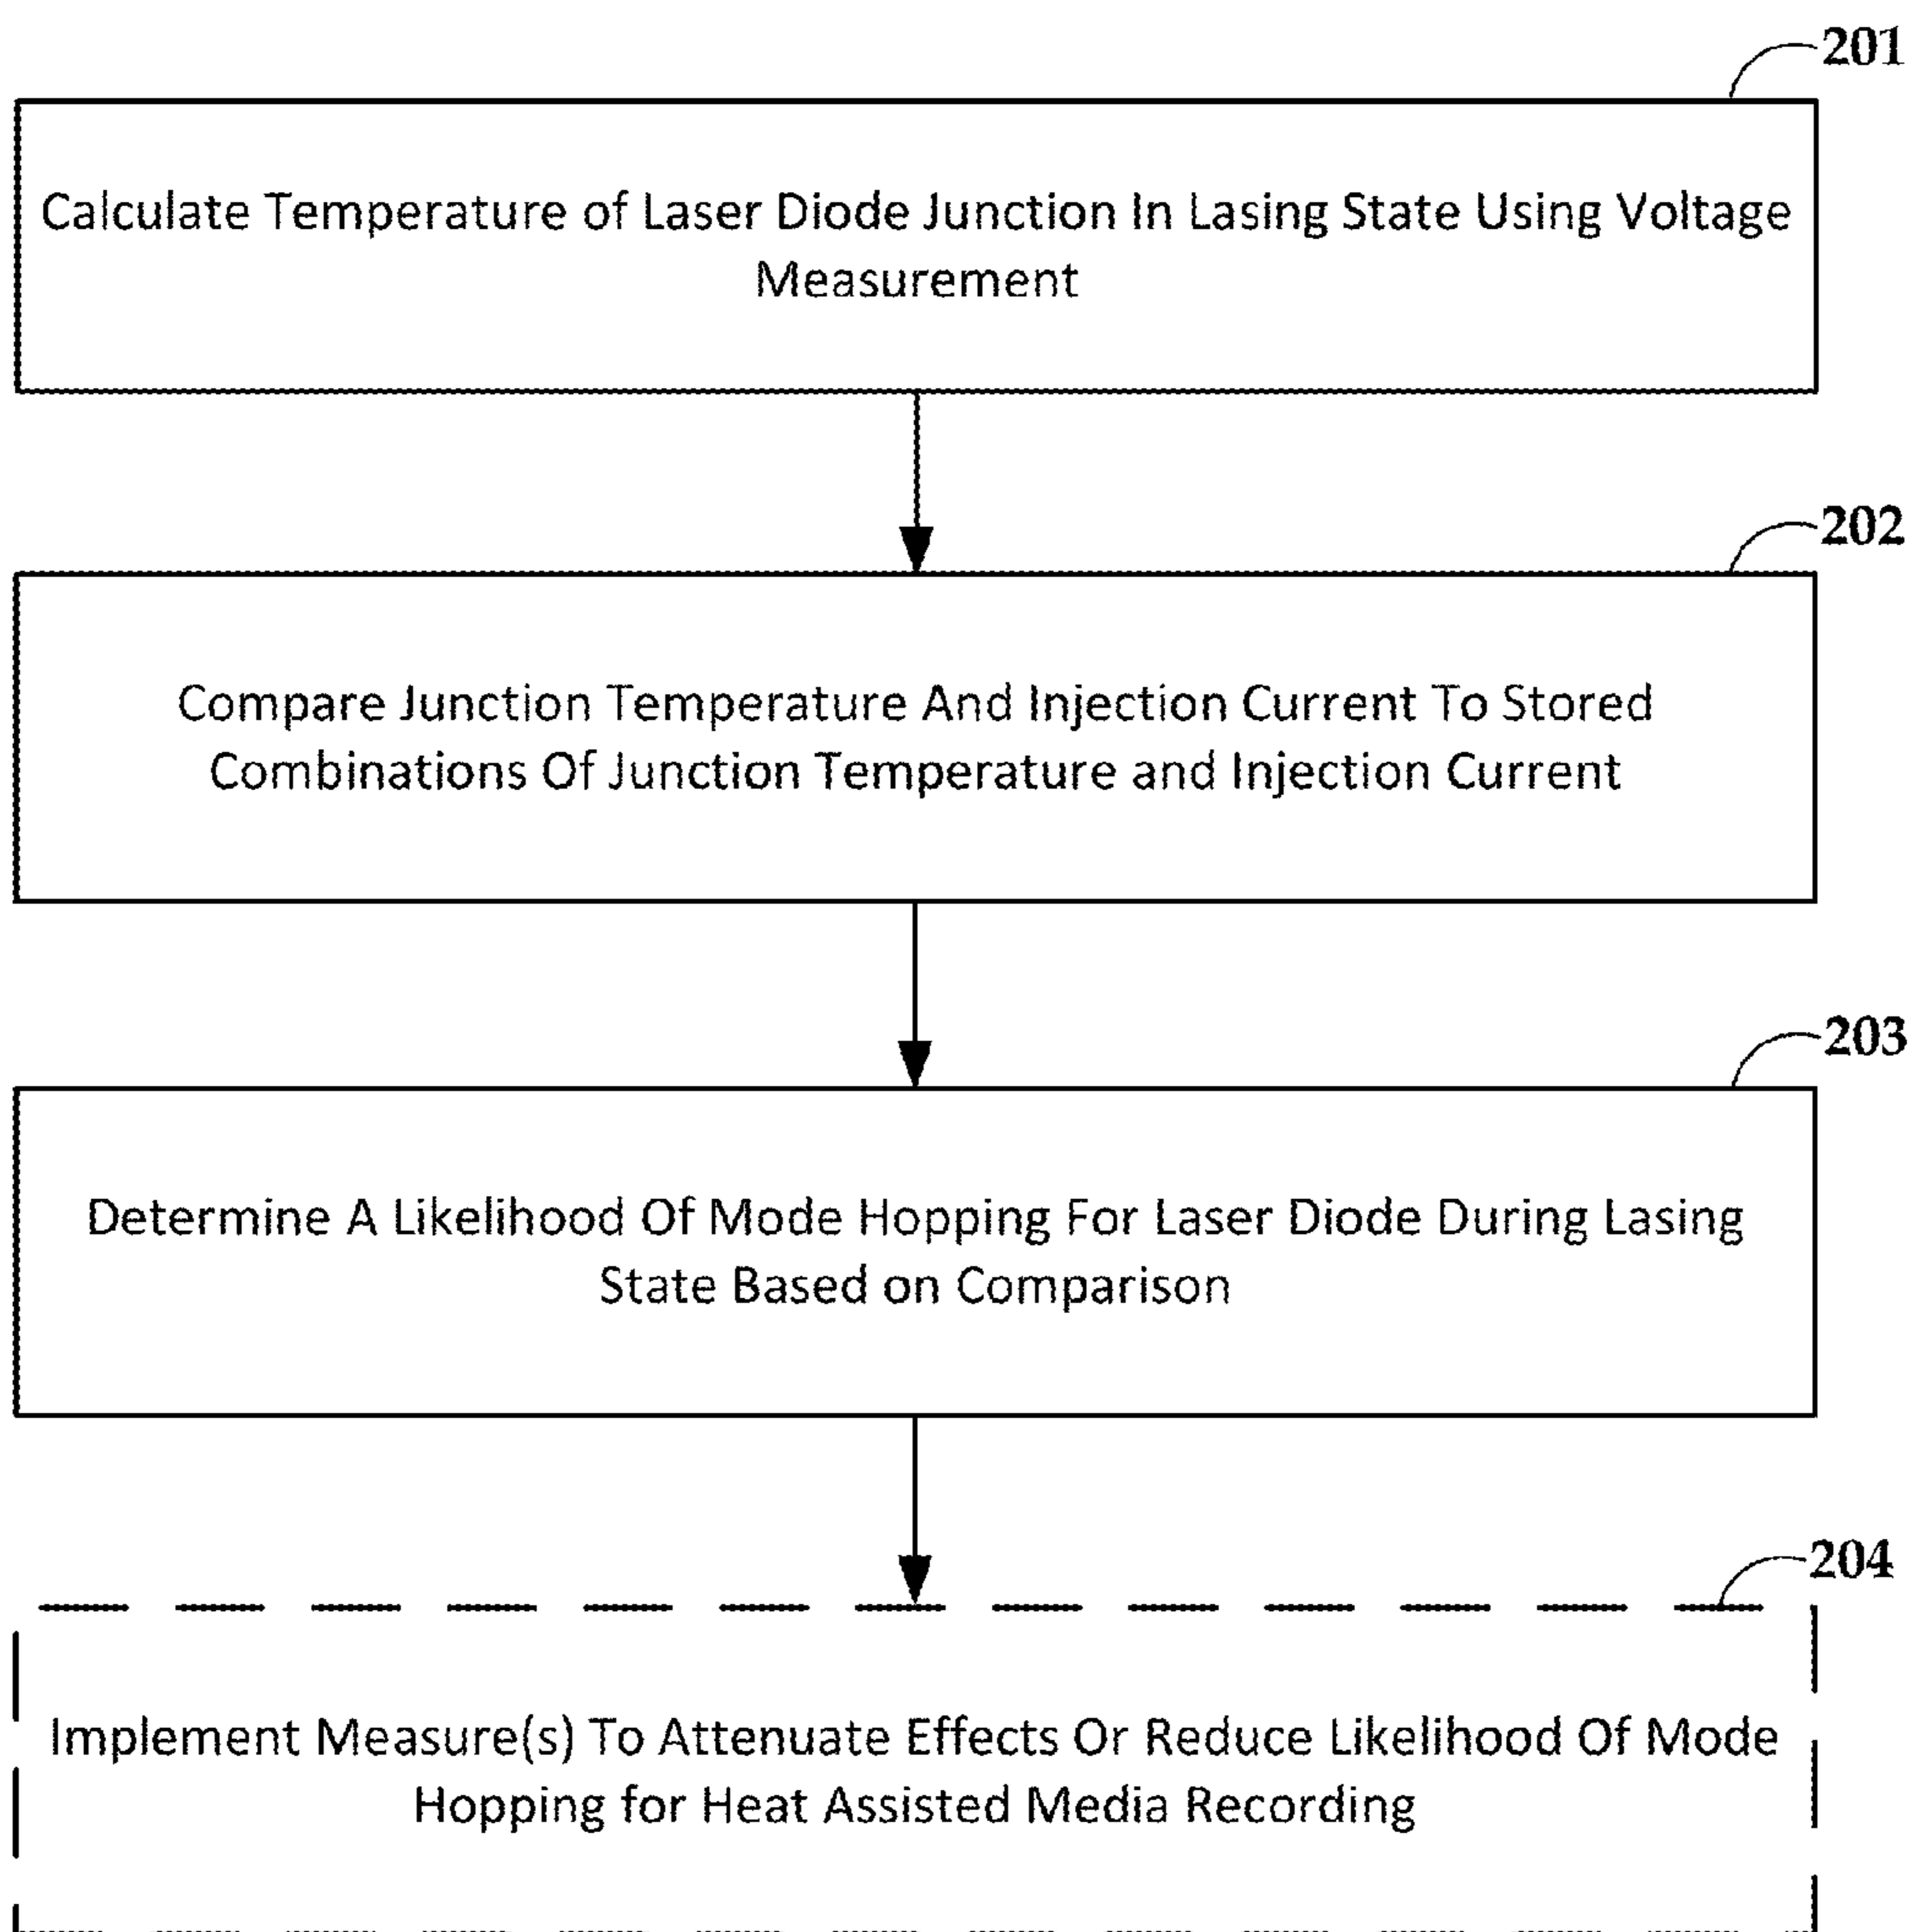 201
Calculate Temperature of Laser Diode Junction In Lasing State Using Voltage
Measurement
202
Compare Junction Temperature And Injection Current To Stored
Combinations Of Junction Temperature and Injection Current
203
Determine A Likelihood Of Mode Hopping For Laser Diode During Lasing
State Based on Comparison
204
Implement Measure(s) To Attenuate Effects Or Reduce Likelihood Of Mode
Hopping for Heat Assisted Media Recording